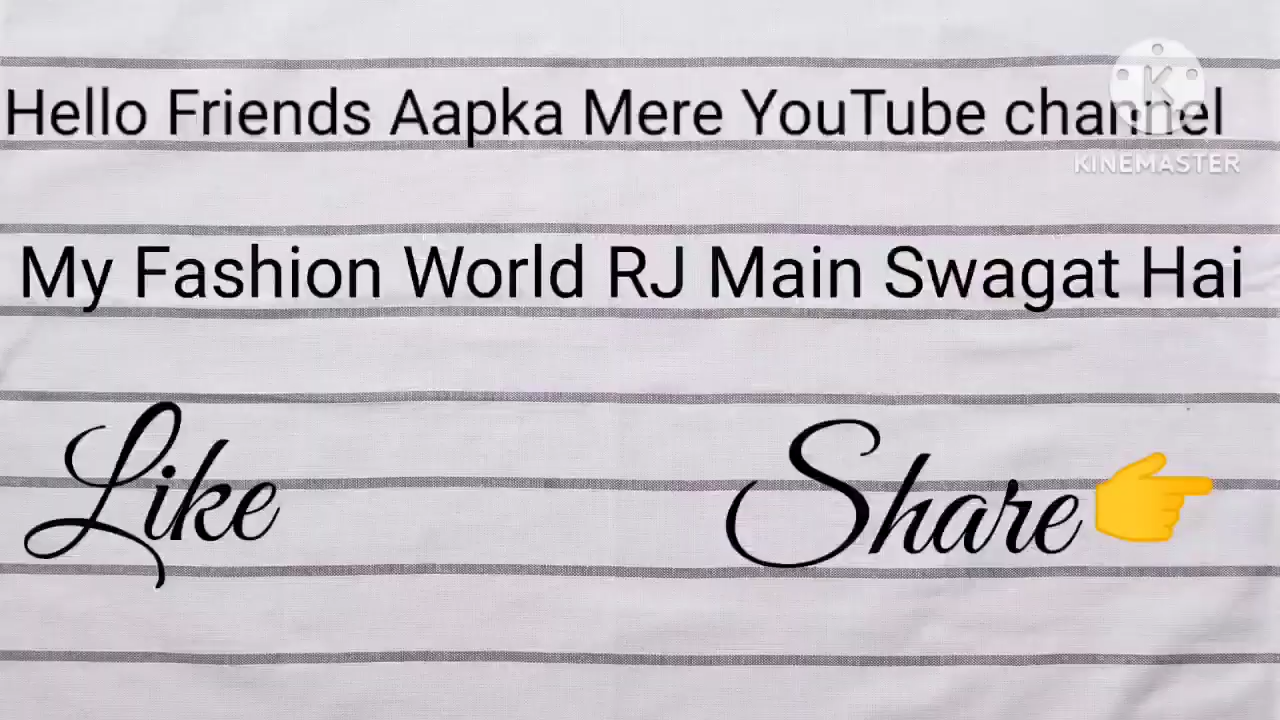 Hello Friends Aapka Mere YouTube channel
KINEMASTER
My Fashion World RJ Main Swagat Hai
Like Share👉